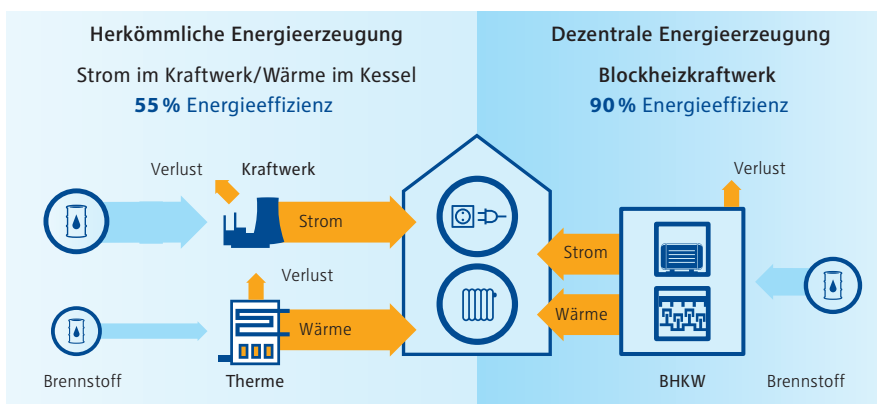 Herkömmliche Energieerzeugung
Strom im Kraftwerk/Wärme im Kessel
55 % Energieeffizienz
Dezentrale Energieerzeugung
Blockheizkraftwerk
90 % Energieeffizienz
Verlust
Kraftwerk
Strom
Verlust
Wärme
Brennstoff
Therme
Verlust
Strom
Wärme
BHKW
Brennstoff